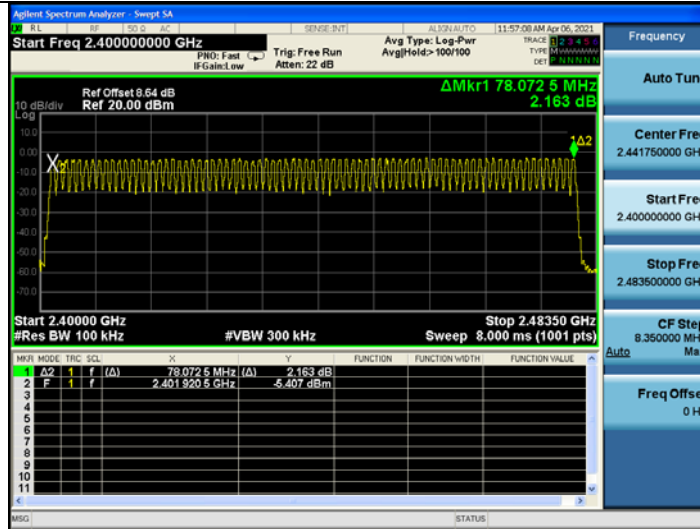 Agilent Spectrum Analyzer - Swept SA
RL RF 50 Ω AC SENSE:INT ALIGN AUTO 11:57:08 AM Apr 06, 2021
Start Freq 2.400000000 GHz
PNO: Fast
IFGain:Low
Trig: Free Run
Atten: 22 dB
Avg Type: Log-Pwr
Avg|Hold:> 100/100
TRACE 1 2 3 4 5 6
TYPE M
DET P N N N N N
Ref Offset 8.64 dB
Ref 20.00 dBm
ΔMkr1 78.072 5 MHz
2.163 dB
10 dB/div
Log
10.0
0.00
-10.0
-20.0
-30.0
-40.0
-50.0
-60.0
-70.0
1Δ2
X2
Start 2.40000 GHz
Stop 2.48350 GHz
#Res BW 100 kHz
#VBW 300 kHz
Sweep 8.000 ms (1001 pts)
MKR MODE TRC SCL X Y FUNCTION FUNCTION WIDTH FUNCTION VALUE
1 Δ2 1 f (Δ) 78.072 5 MHz (Δ) 2.163 dB
2 F 1 f 2.401 920 5 GHz -5.407 dBm
3
4
5
6
7
8
9
10
11
MSG
STATUS
Frequency
Auto Tun
Center Fre
2.441750000 GH
Start Fre
2.400000000 GH
Stop Fre
2.483500000 GH
CF Step
8.350000 MH
Auto Ma
Freq Offse
0 H